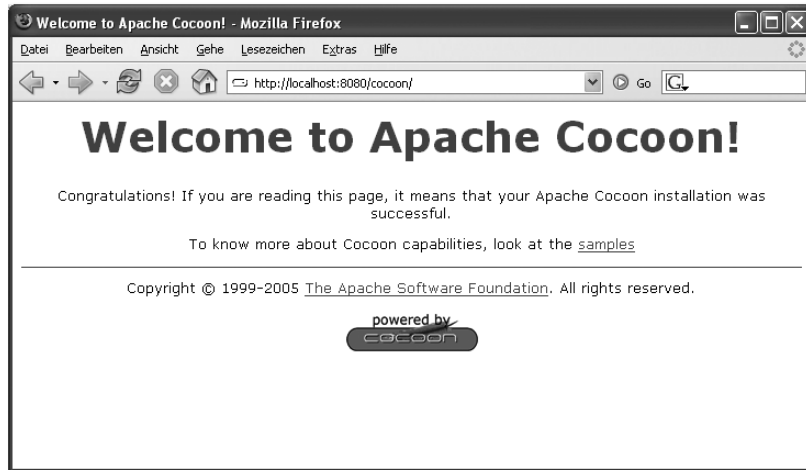 Welcome to Apache Cocoon! - Mozilla Firefox
Datei Bearbeiten Ansicht Gehe Lesezeichen Extras Hilfe
http://localhost:8080/cocoon/ Go G
Welcome to Apache Cocoon!
Congratulations! If you are reading this page, it means that your Apache Cocoon installation was
successful.
To know more about Cocoon capabilities, look at the samples
Copyright © 1999-2005 The Apache Software Foundation. All rights reserved.
powered by
cocoon